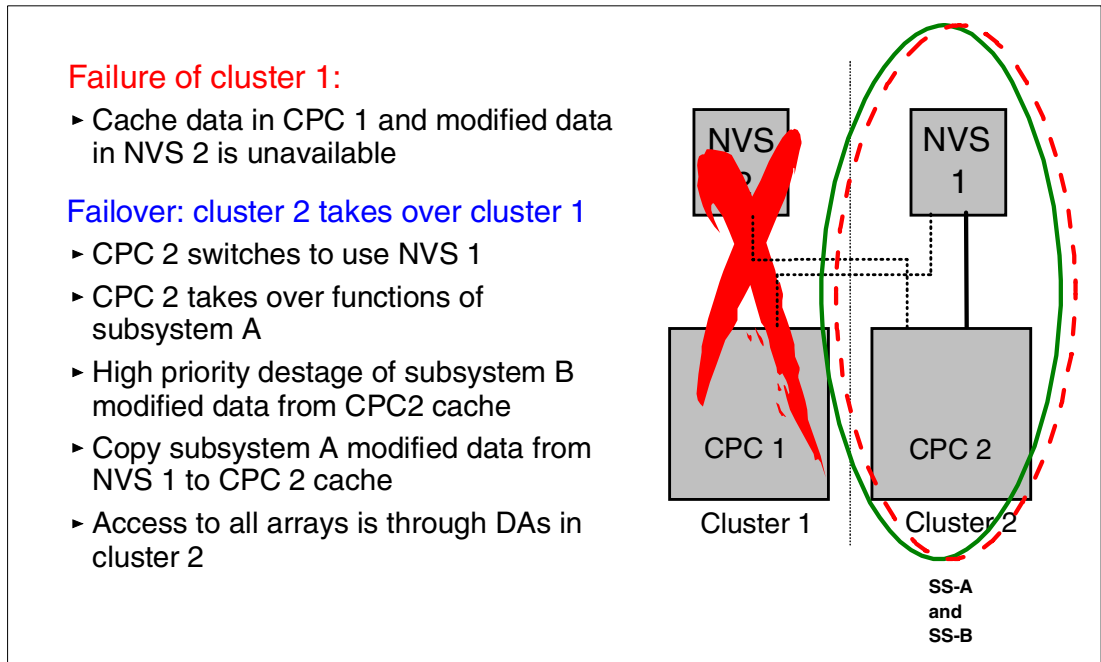 Failure of cluster 1:
► Cache data in CPC 1 and modified data
in NVS 2 is unavailable
Failover: cluster 2 takes over cluster 1
► CPC 2 switches to use NVS 1
► CPC 2 takes over functions of
subsystem A
► High priority destage of subsystem B
modified data from CPC2 cache
► Copy subsystem A modified data from
NVS 1 to CPC 2 cache
► Access to all arrays is through DAs in
cluster 2
NVS
NVS
1
CPC 1
CPC 2
Cluster 1
Cluster 2
SS-A
and
SS-B